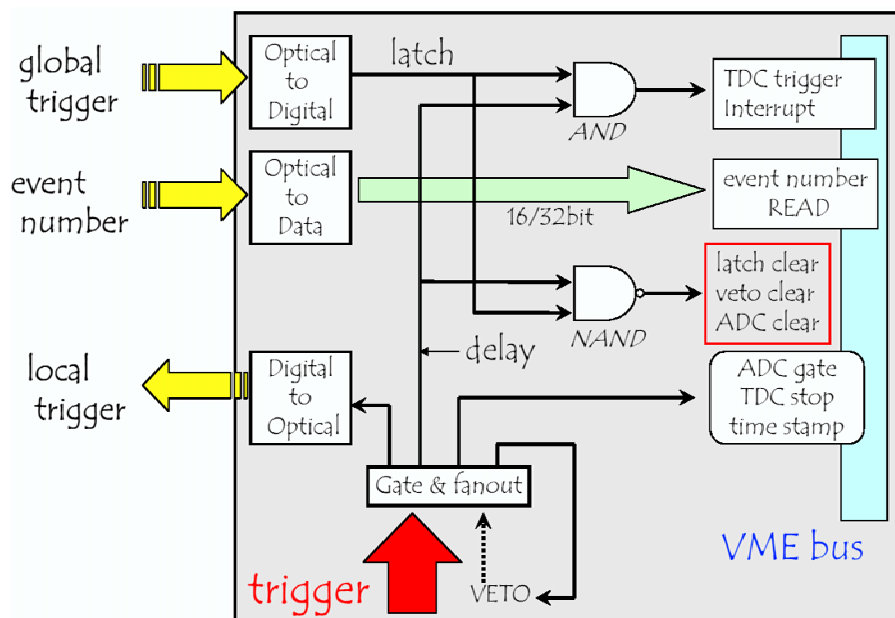 global
trigger
Optical
to
Digital
latch
AND
TDC trigger
Interrupt
event
number
Optical
to
Data
16/32bit
event number
READ
latch clear
veto clear
ADC clear
NAND
delay
local
trigger
Digital
to
Optical
ADC gate
TDC stop
time stamp
Gate & fanout
trigger
VETO
VME bus